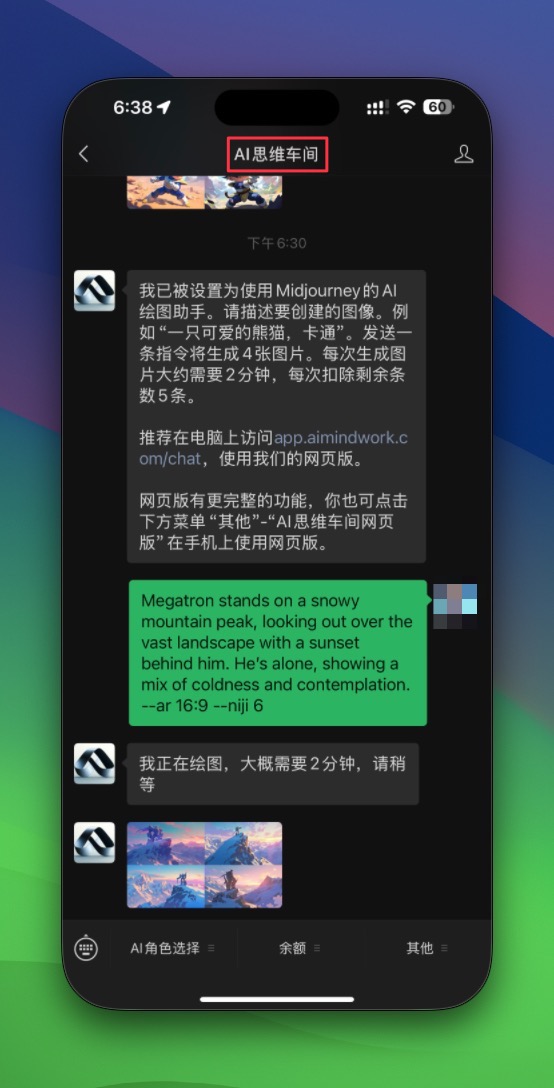 6:38
60
AI思维车间
下午6:30
我已被设置为使用Midjourney的AI
绘图助手。请描述要创建的图像。例
如“一只可爱的熊猫，卡通”。发送一
条指令将生成4张图片。每次生成图
片大约需要2分钟，每次扣除剩余条
数5条。
推荐在电脑上访问app.aimindwork.c
om/chat，使用我们的网页版。
网页版有更完整的功能，你也可点击
下方菜单“其他”-“AI思维车间网页
版”在手机上使用网页版。
Megatron stands on a snowy
mountain peak, looking out over the
vast landscape with a sunset
behind him. He's alone, showing a
mix of coldness and contemplation.
--ar 16:9 --niji 6
我正在绘图，大概需要2分钟，请稍
等
AI角色选择
余额
其他